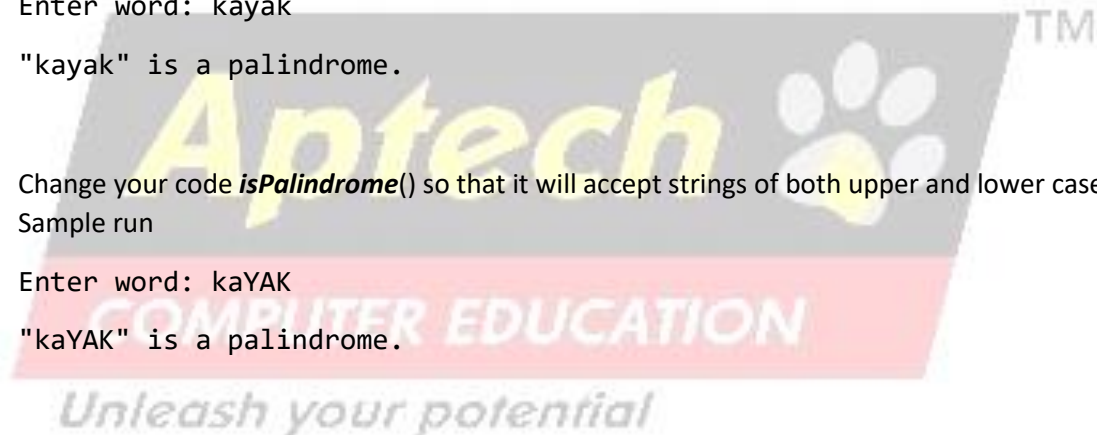 Enter word: kayak
"kayak" is a palindrome.
Aptech
TM
Change your code isPalindrome() so that it will accept strings of both upper and lower case
Sample run
Enter word: kaYAK
COMPUTER EDUCATION
"kaYAK" is a palindrome.
Unleash your potential